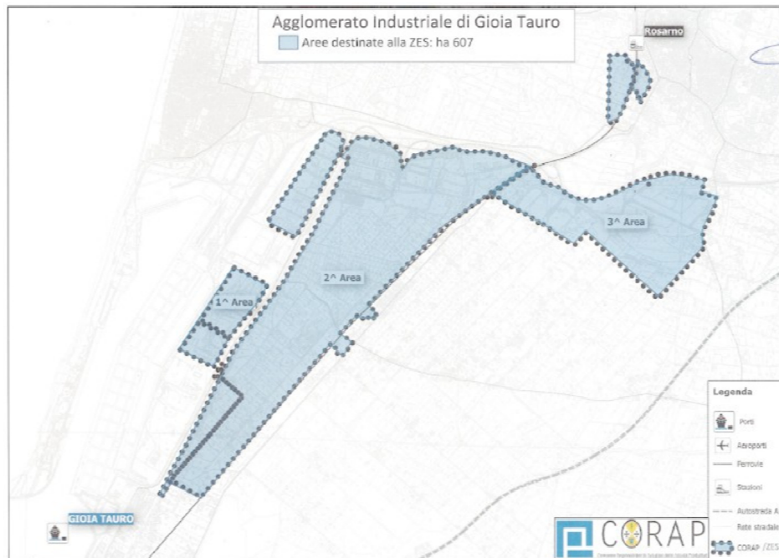 Agglomerato Industriale di Gioia Tauro
Aree destinate alla ZES: ha 607
Rosarno
3^ Area
2^ Area
1^ Area
GIOIA TAURO
Legenda
Porti
Aeroporti
Ferrovie
Stazioni
Autostrada A
Rete stradale
CORAP /ZES
CORAP